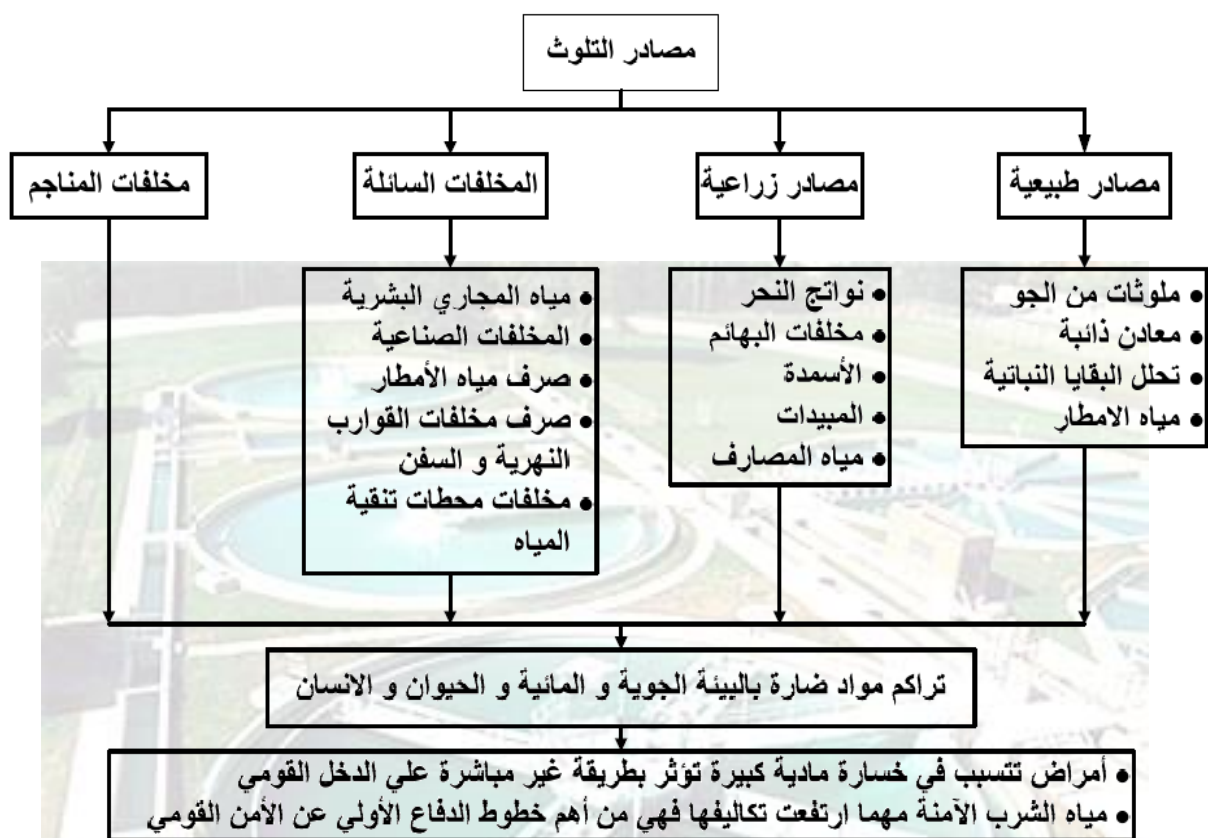 مصادر التلوث
مصادر طبيعية
مصادر زراعية
المخلفات السائلة
مخلفات المناجم
• ملوثات من الجو
• معادن ذائبة
• تحلل البقايا النباتية
• مياه الامطار
• نواتج النحر
• مخلفات البهائم
• الأسمدة
• المبيدات
• مياه المصارف
• مياه المجاري البشرية
• المخلفات الصناعية
• صرف مياه الأمطار
• صرف مخلفات القوارب
النهرية و السفن
• مخلفات محطات تنقية
المياه
تراكم مواد ضارة بالبيئة الجوية و المائية و الحيوان و الانسان
• أمراض تتسبب في خسارة مادية كبيرة تؤثر بطريقة غير مباشرة علي الدخل القومي
• مياه الشرب الآمنة مهما ارتفعت تكاليفها فهي من أهم خطوط الدفاع الأولي عن الأمن القومي